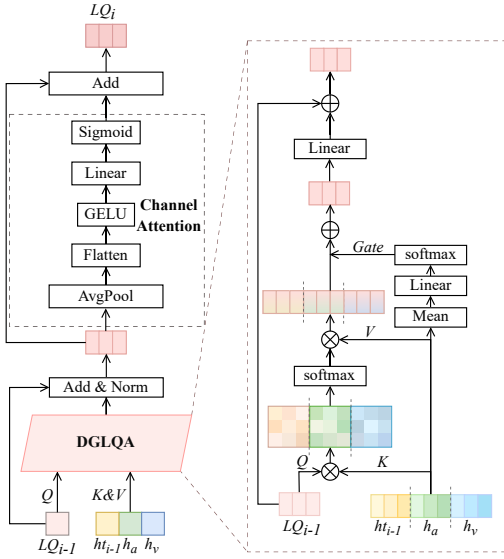 LQi
Add
Sigmoid
Linear
GELU
Channel
Attention
Flatten
AvgPool
Add & Norm
DGLQA
Q
K&V
LQi-1
hti-1 ha hv
Linear
Gate
softmax
Linear
Mean
V
softmax
Q
K
LQi-1
hti-1 ha hv